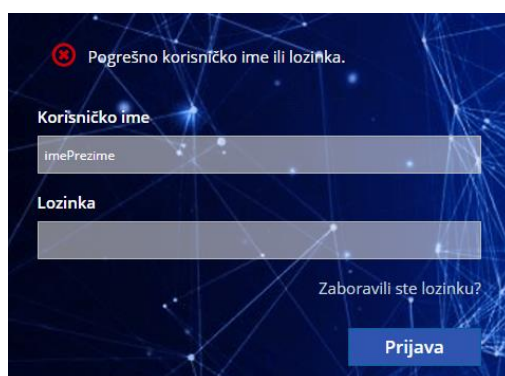 Pogrešno korisničko ime ili lozinka.
Korisničko ime
imePrezime
Lozinka
Zaboravili ste lozinku?
Prijava